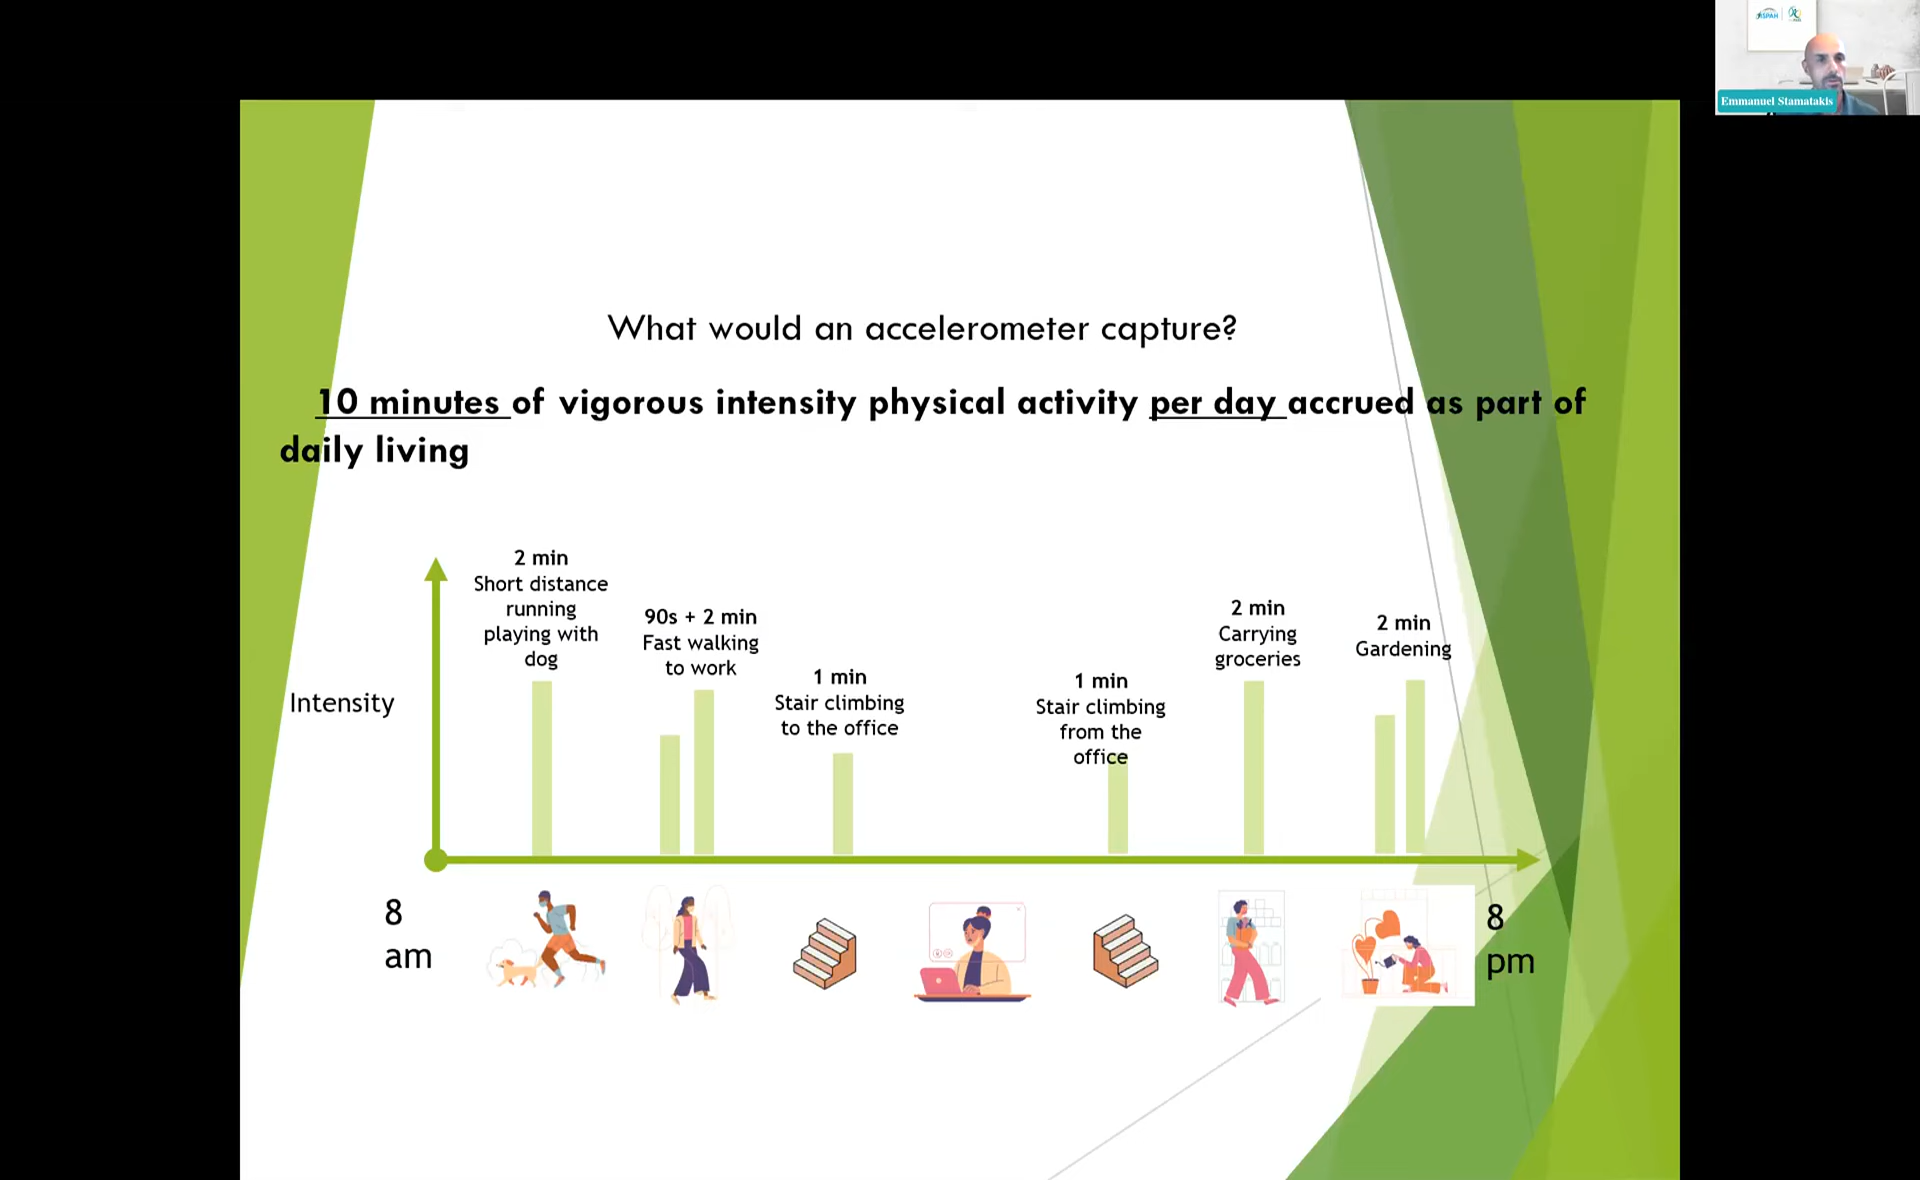 ASPAH
Emmanuel Stamatakis
What would an accelerometer capture?
10 minutes of vigorous intensity physical activity per day accrued as part of
daily living
2 min
Short distance
running
playing with
dog
90s + 2 min
Fast walking
to work
1 min
Stair climbing
to the office
1 min
Stair climbing
from the
office
2 min
Carrying
groceries
2 min
Gardening
Intensity
8
am
8
pm